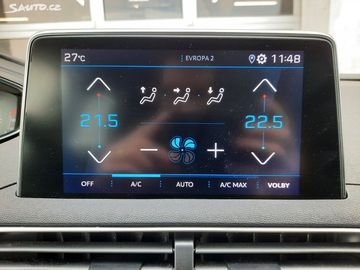 SAUTO.CZ
27°C
EVROPA 2
11:48
21.5
22.5
OFF
A/C
AUTO
A/C MAX
VOLBY